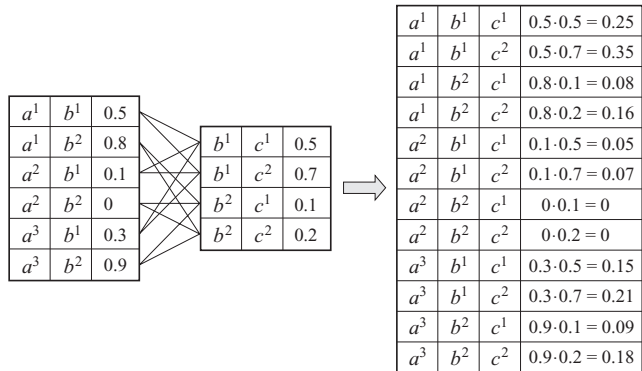 a¹ b¹ 0.5
a¹ b² 0.8
a² b¹ 0.1
a² b² 0
a³ b¹ 0.3
a³ b² 0.9
b¹ c¹ 0.5
b¹ c² 0.7
b² c¹ 0.1
b² c² 0.2
a¹ b¹ c¹ 0.5·0.5 = 0.25
a¹ b¹ c² 0.5·0.7 = 0.35
a¹ b² c¹ 0.8·0.1 = 0.08
a¹ b² c² 0.8·0.2 = 0.16
a² b¹ c¹ 0.1·0.5 = 0.05
a² b¹ c² 0.1·0.7 = 0.07
a² b² c¹ 0·0.1 = 0
a² b² c² 0·0.2 = 0
a³ b¹ c¹ 0.3·0.5 = 0.15
a³ b¹ c² 0.3·0.7 = 0.21
a³ b² c¹ 0.9·0.1 = 0.09
a³ b² c² 0.9·0.2 = 0.18